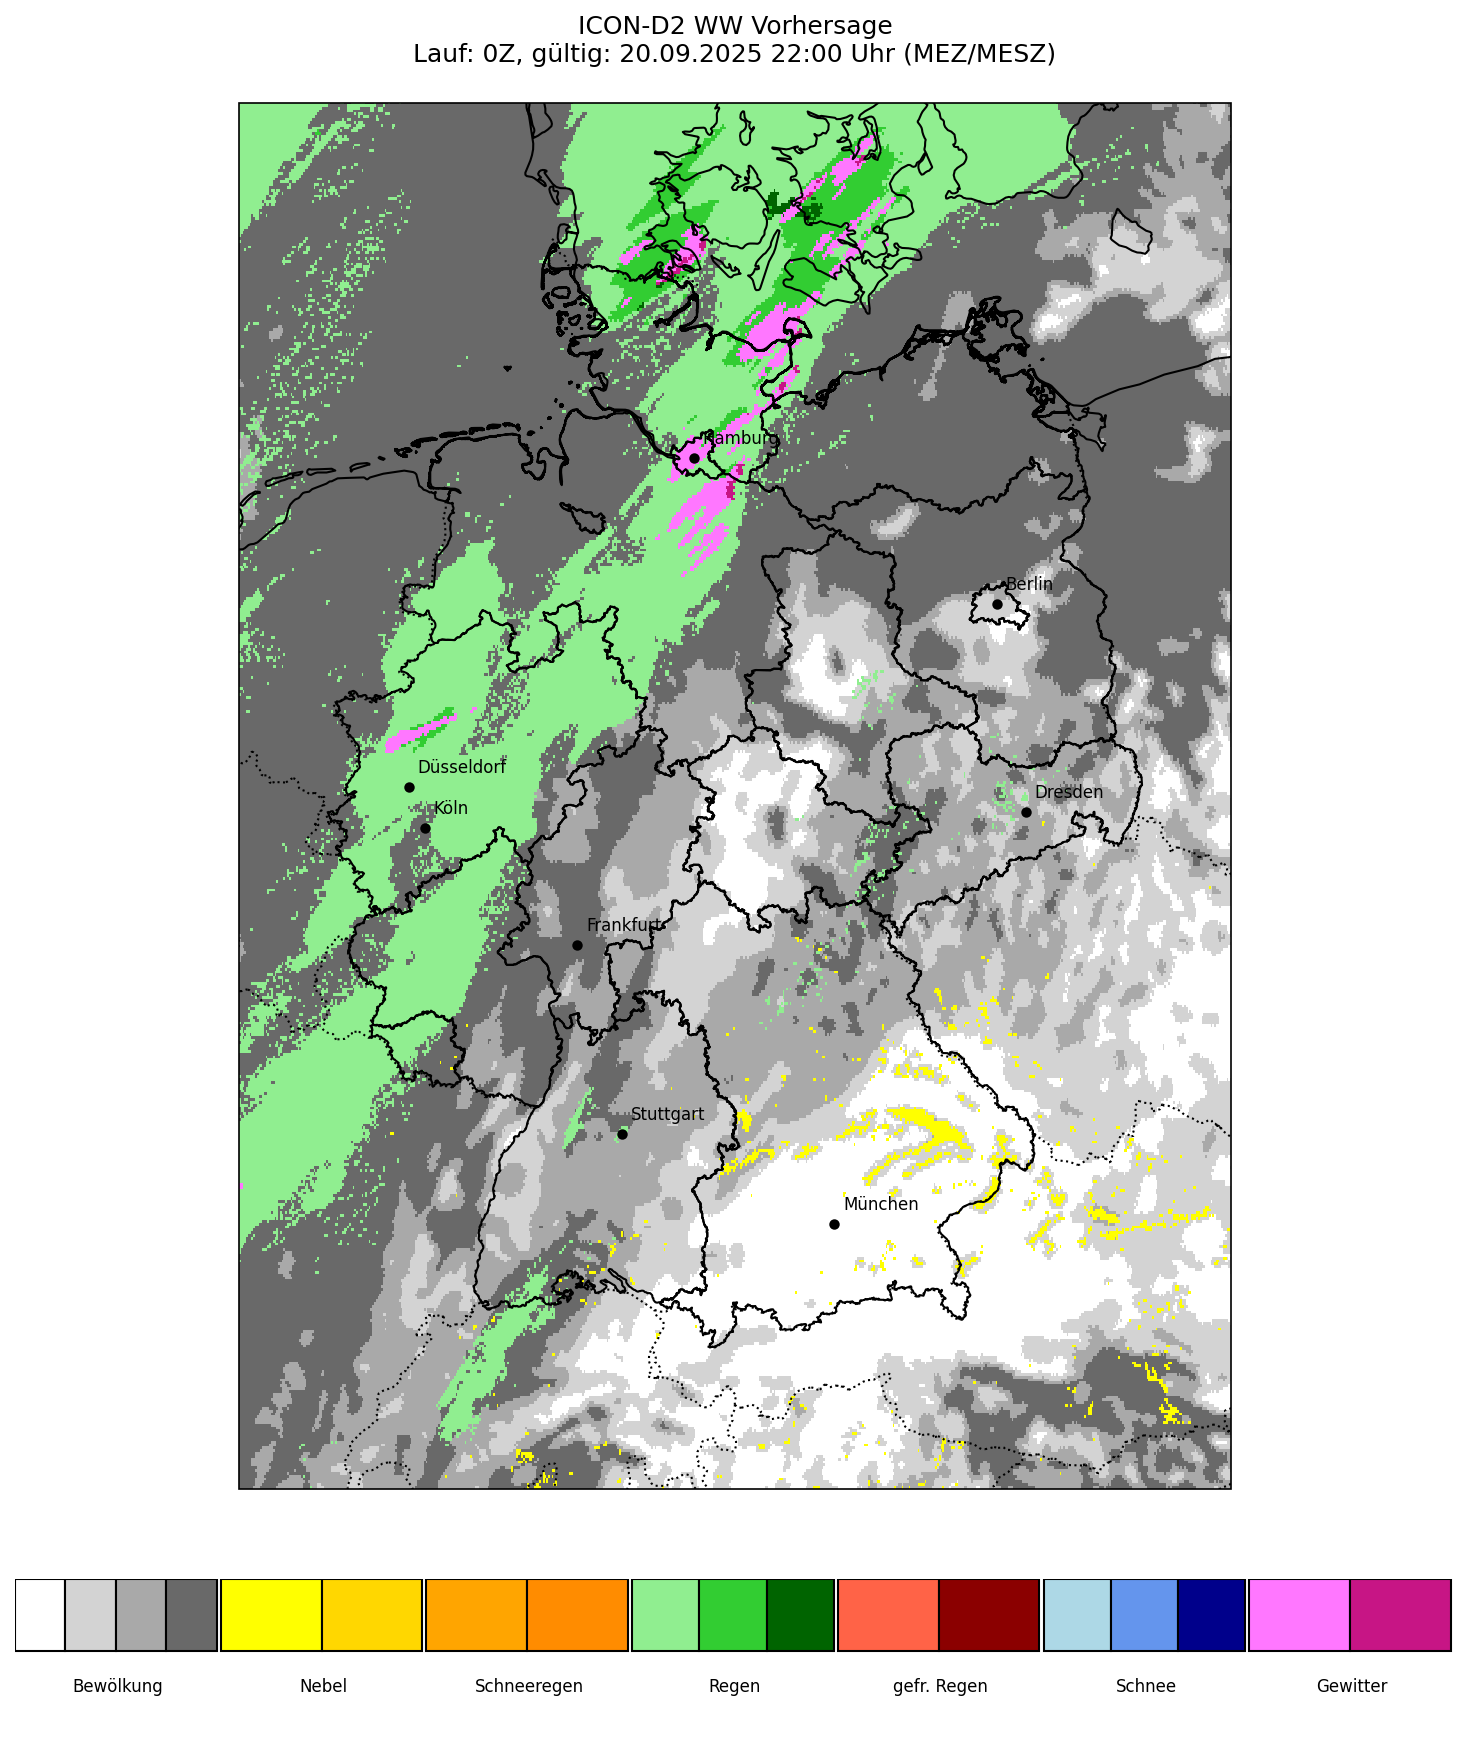 ICON-D2 WW Vorhersage
Lauf: 0Z, gültig: 20.09.2025 22:00 Uhr (MEZ/MESZ)
Hamburg
Berlin
Düsseldorf
Köln
Dresden
Frankfurt
Stuttgart
München
Bewölkung
Nebel
Schneeregen
Regen
gefr. Regen
Schnee
Gewitter